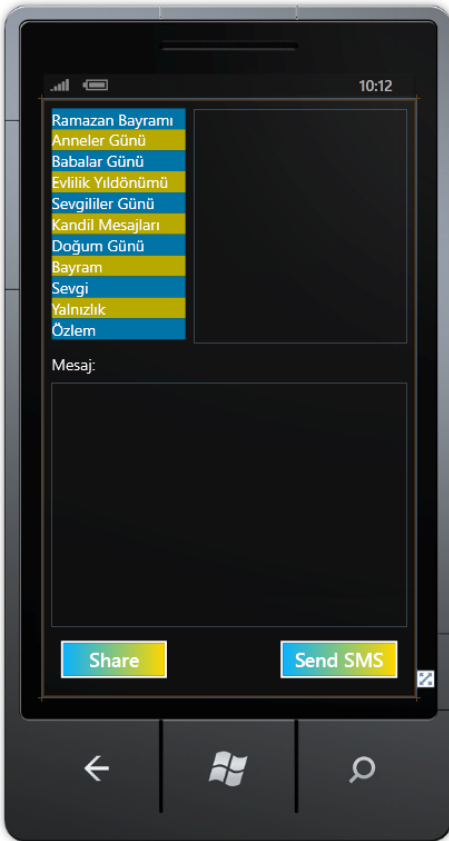 10:12
Ramazan Bayramı
Anneler Günü
Babalar Günü
Evlilik Yıldönümü
Sevgililer Günü
Kandil Mesajları
Doğum Günü
Bayram
Sevgi
Yalnızlık
Özlem
Mesaj:
Share
Send SMS